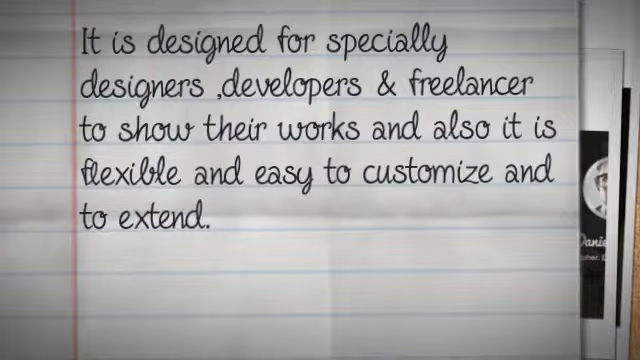 It is designed for specially
designers ,developers & freelancer
to show their works and also it is
flexible and easy to customize and
to extend.